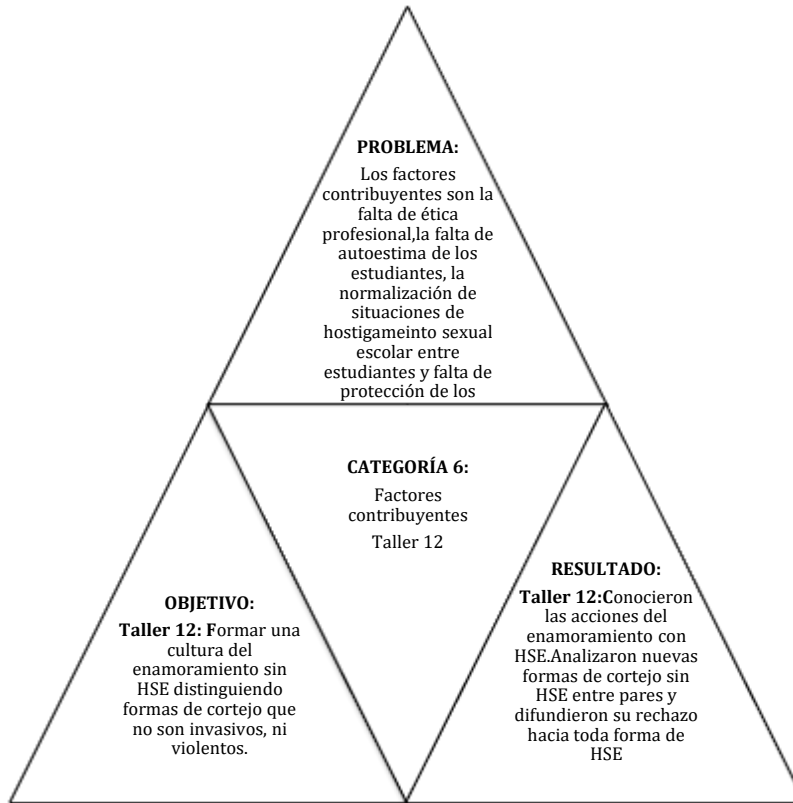 PROBLEMA:
Los factores
contribuyentes son la
falta de ética
profesional,la falta de
autoestima de los
estudiantes, la
normalización de
situaciones de
hostigameinto sexual
escolar entre
estudiantes y falta de
protección de los
CATEGORÍA 6:
Factores
contribuyentes
Taller 12
OBJETIVO:
Taller 12: Formar una
cultura del
enamoramiento sin
HSE distinguiendo
formas de cortejo que
no son invasivos, ni
violentos.
RESULTADO:
Taller 12:Conocieron
las acciones del
enamoramiento con
HSE.Analizaron nuevas
formas de cortejo sin
HSE entre pares y
difundieron su rechazo
hacia toda forma de
HSE